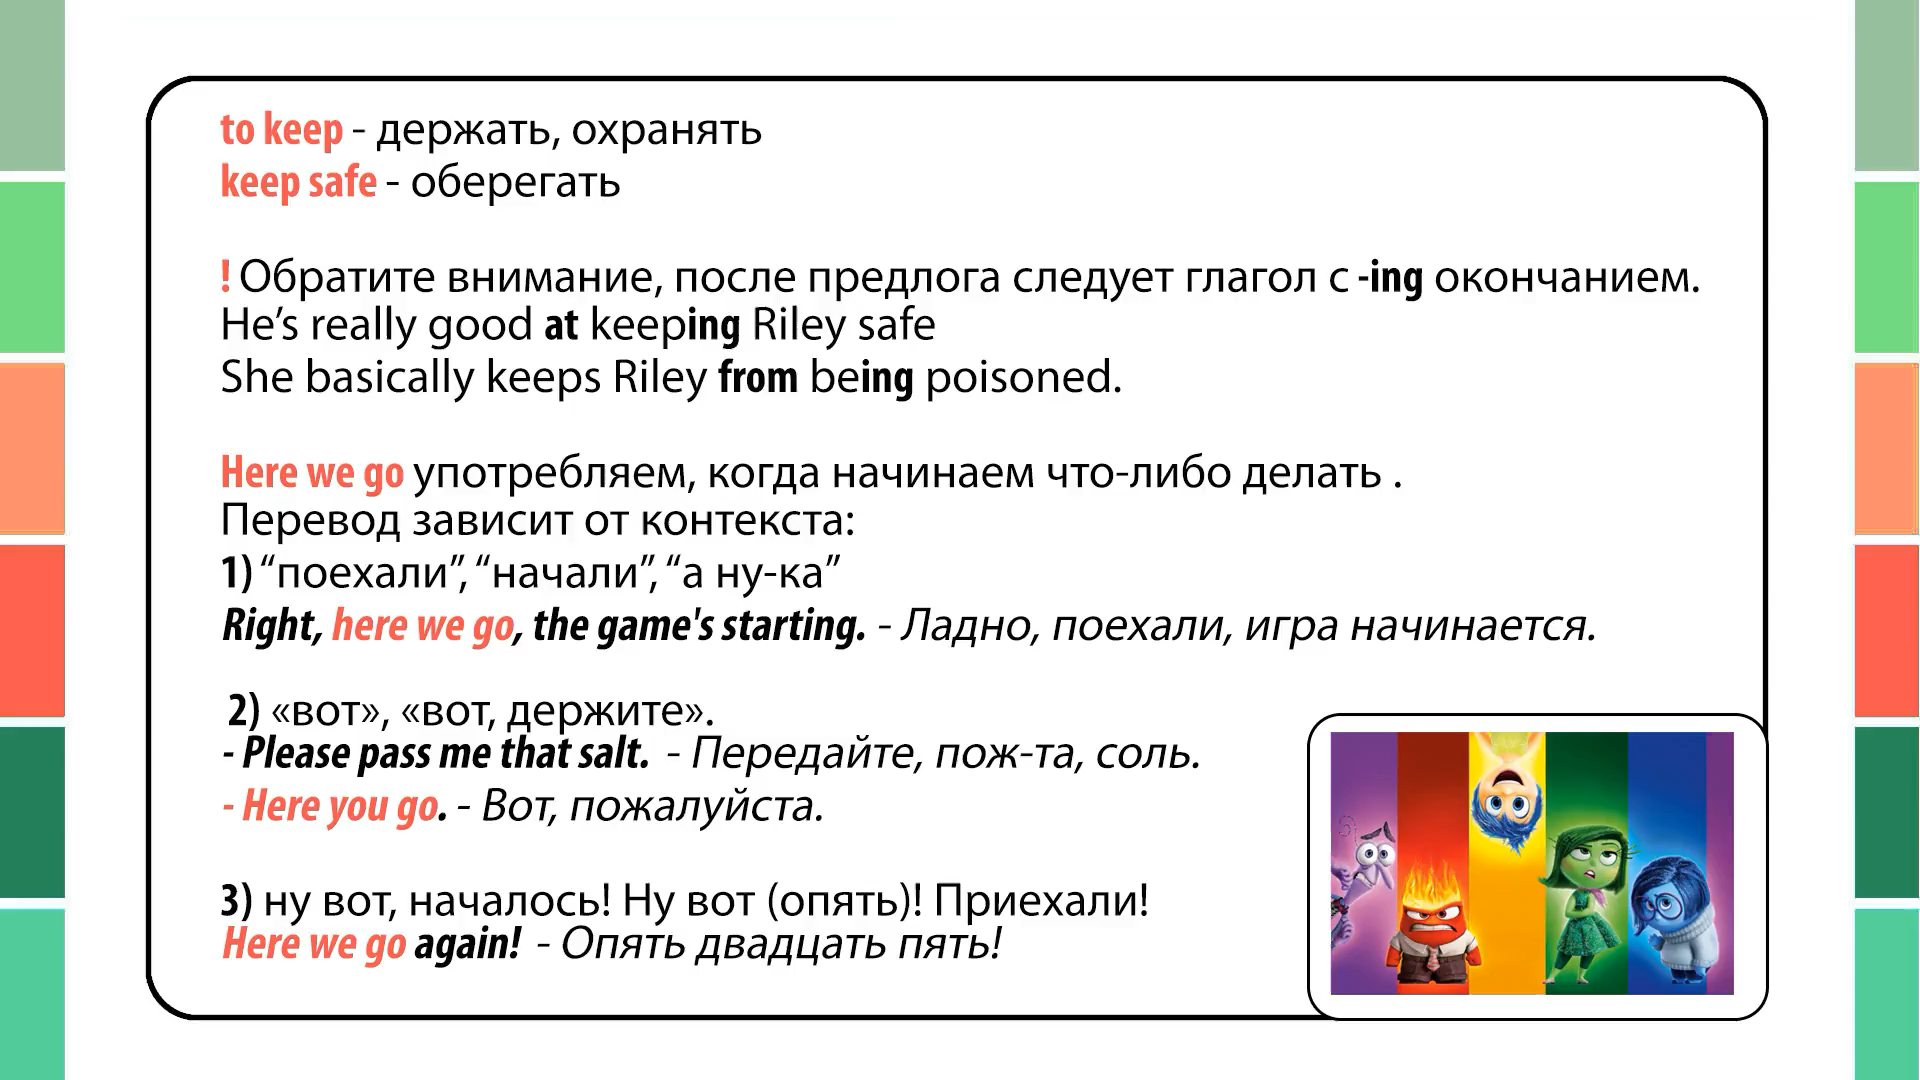 to keep - держать, охранять
keep safe - оберегать
! Обратите внимание, после предлога следует глагол с -ing окончанием.
He’s really good at keeping Riley safe
She basically keeps Riley from being poisoned.
Here we go употребляем, когда начинаем что-либо делать .
Перевод зависит от контекста:
1) “поехали”, “начали”, “а ну-ка”
Right, here we go, the game's starting. - Ладно, поехали, игра начинается.
2) «вот», «вот, держите».
- Please pass me that salt. - Передайте, пож-та, соль.
- Here you go. - Вот, пожалуйста.
3) ну вот, началось! Ну вот (опять)! Приехали!
Here we go again! - Опять двадцать пять!